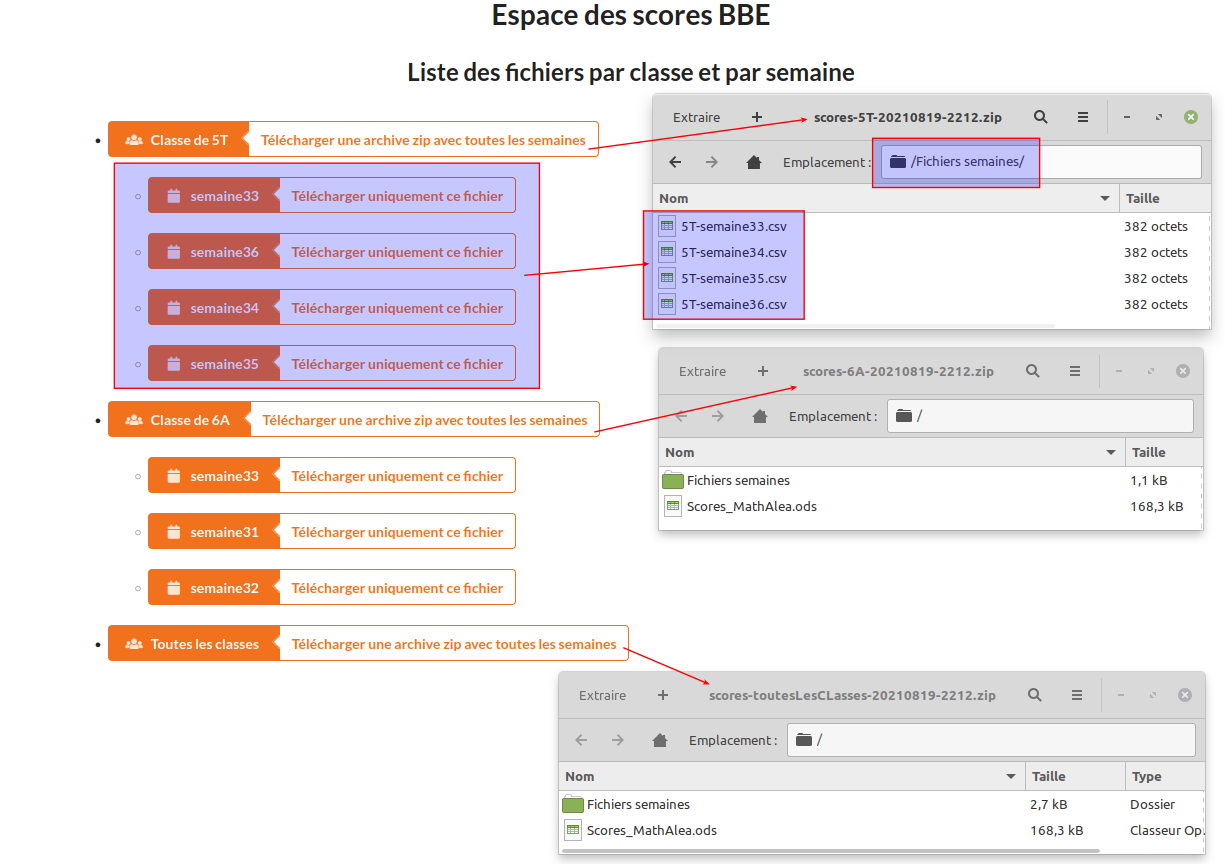 Espace des scores BBE
Liste des fichiers par classe et par semaine
Classe de 5T Télécharger une archive zip avec toutes les semaines
semaine33 Télécharger uniquement ce fichier
semaine36 Télécharger uniquement ce fichier
semaine34 Télécharger uniquement ce fichier
semaine35 Télécharger uniquement ce fichier
Classe de 6A Télécharger une archive zip avec toutes les semaines
semaine33 Télécharger uniquement ce fichier
semaine31 Télécharger uniquement ce fichier
semaine32 Télécharger uniquement ce fichier
Toutes les classes Télécharger une archive zip avec toutes les semaines
Extraire + scores-5T-20210819-2212.zip
Emplacement : /Fichiers semaines/
Nom Taille
5T-semaine33.csv 382 octets
5T-semaine34.csv 382 octets
5T-semaine35.csv 382 octets
5T-semaine36.csv 382 octets
Extraire + scores-6A-20210819-2212.zip
Emplacement : /
Nom Taille
Fichiers semaines 1,1 kB
Scores_MathAlea.ods 168,3 kB
Extraire + scores-toutesLesCLasses-20210819-2212.zip
Emplacement : /
Nom Taille Type
Fichiers semaines 2,7 kB Dossier
Scores_MathAlea.ods 168,3 kB Classeur Op